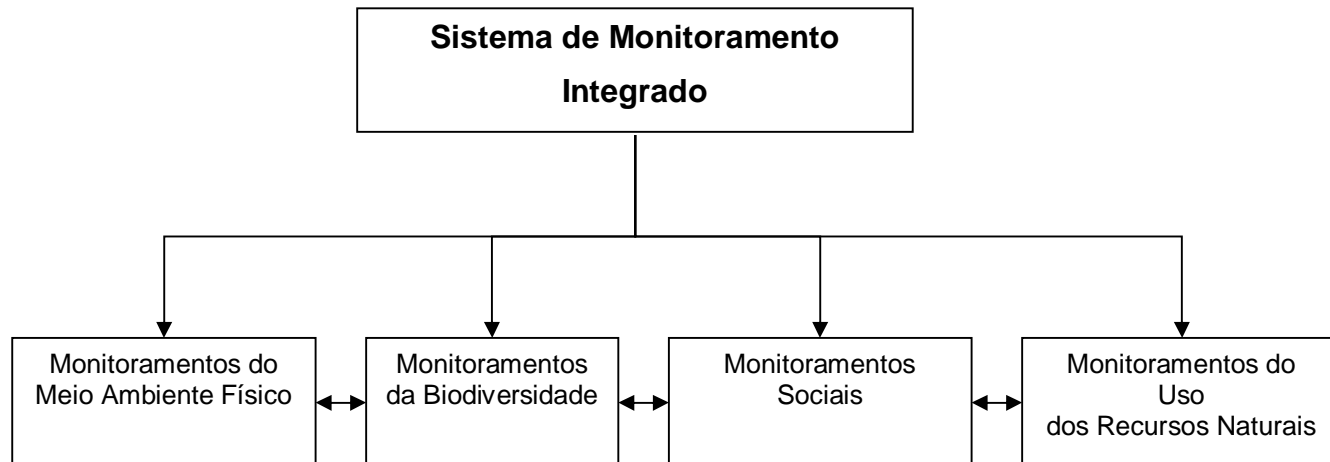 Sistema de Monitoramento
Integrado
Monitoramentos do
Meio Ambiente Físico
Monitoramentos
da Biodiversidade
Monitoramentos
Sociais
Monitoramentos do
Uso
dos Recursos Naturais